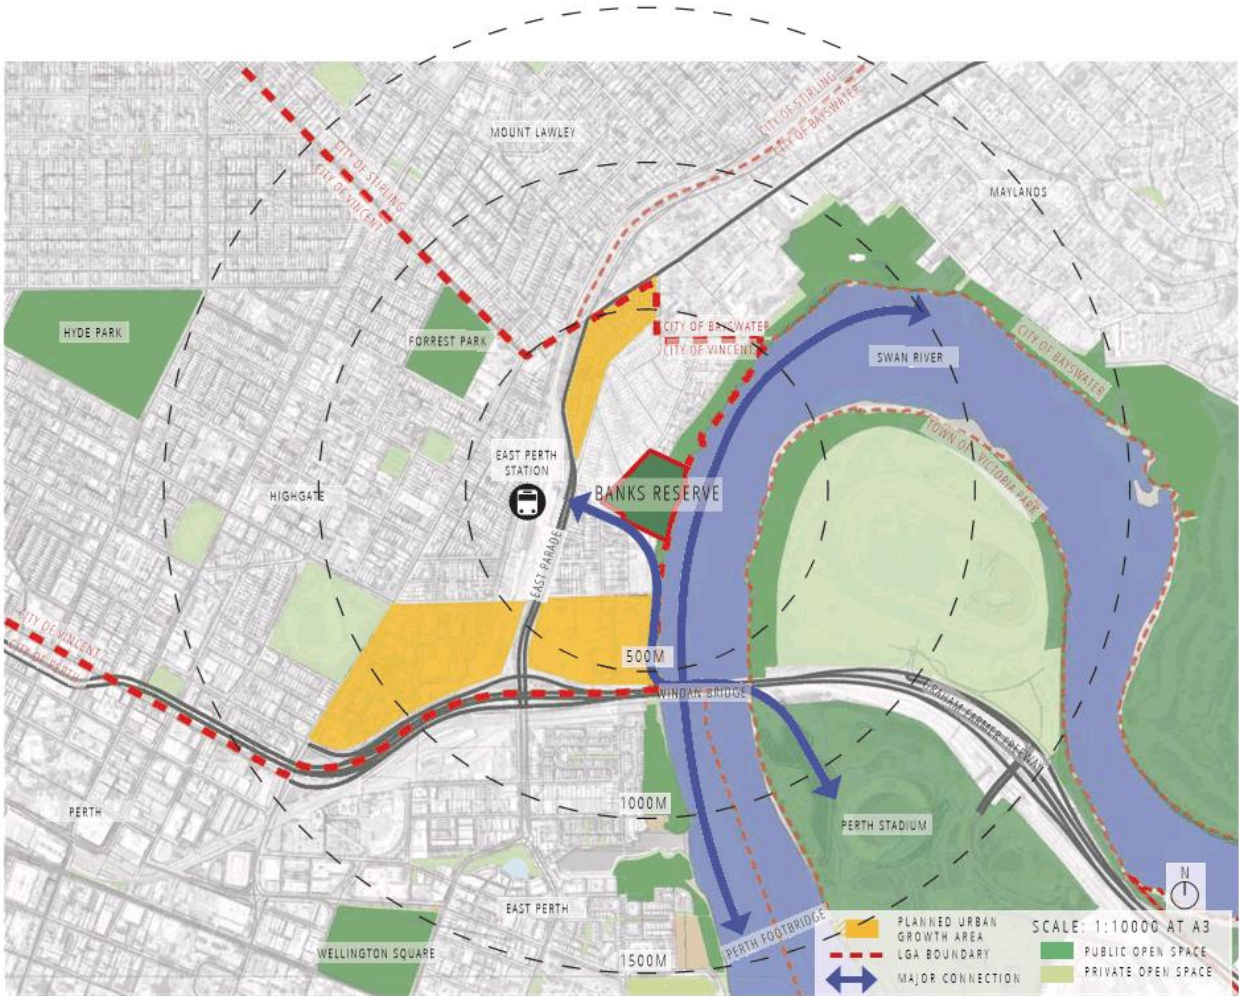 CITY OF STIRLING
CITY OF BAYSWATER
MOUNT LAWLEY
CITY OF STIRLING
CITY OF VINCENT
MAYLANDS
HYDE PARK
FORREST PARK
CITY OF BAYSWATER
CITY OF VINCENT
SWAN RIVER
CITY OF BAYSWATER
TOWN OF VICTORIA PARK
EAST PERTH
STATION
BANKS RESERVE
HIGHGATE
EAST PARADE
CITY OF VINCENT
CITY OF PERTH
500M
WINDAN BRIDGE
GRAHAM FARMER FREEWAY
1000M
PERTH
PERTH STADIUM
EAST PERTH
PERTH FOOTBRIDGE
WELLINGTON SQUARE
1500M
N
PLANNED URBAN
GROWTH AREA
LGA BOUNDARY
MAJOR CONNECTION
SCALE: 1:10000 AT A3
PUBLIC OPEN SPACE
PRIVATE OPEN SPACE